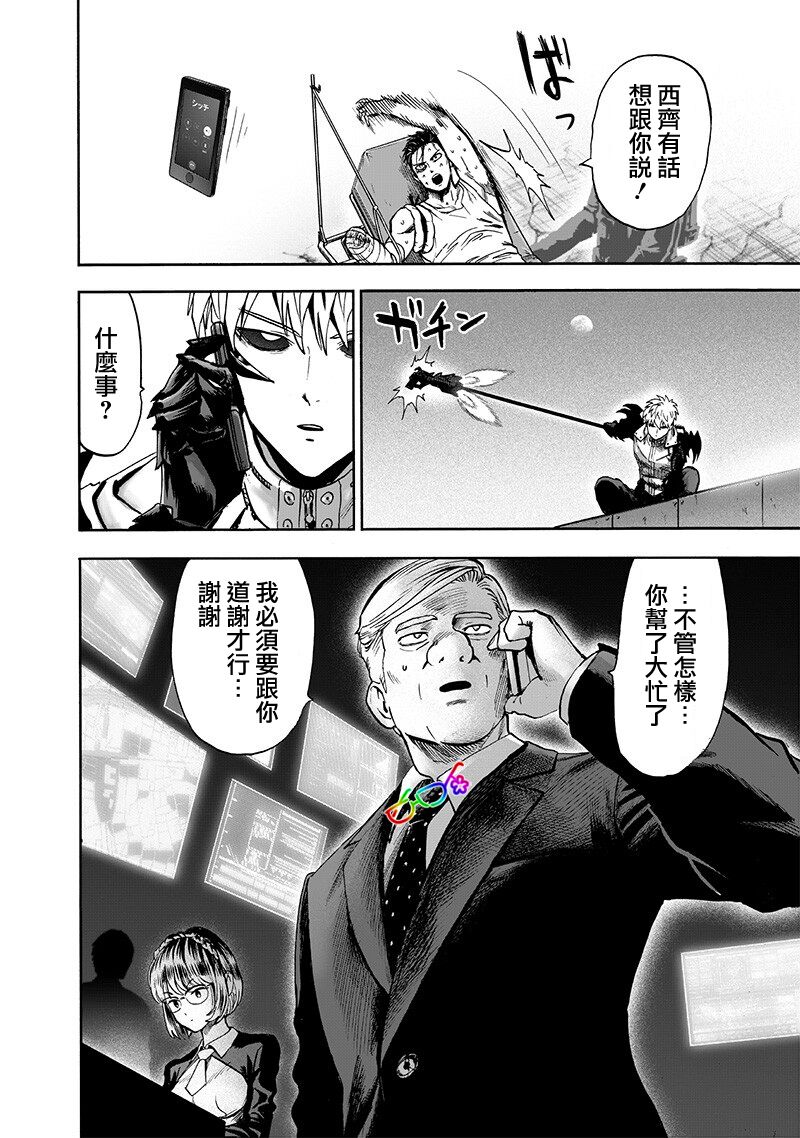 西齊有話
想跟你說！
ばっ
シッチ
ガチン
什麼事？
…不管怎樣…
你幫了大忙了
我必須要跟你
道謝才行…
謝謝